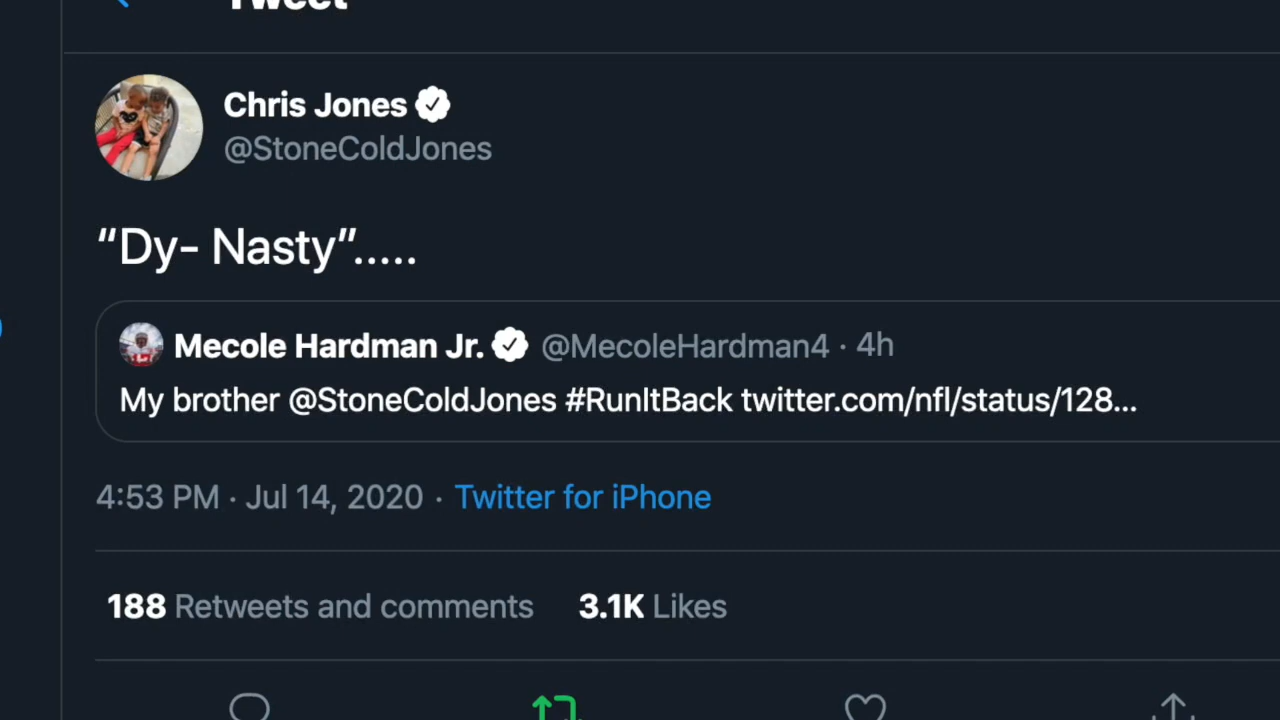 Tweet
Chris Jones
@StoneColdJones
“Dy- Nasty”.....
Mecole Hardman Jr. @MecoleHardman4 · 4h
My brother @StoneColdJones #RunItBack twitter.com/nfl/status/128...
4:53 PM · Jul 14, 2020 · Twitter for iPhone
188 Retweets and comments 3.1K Likes